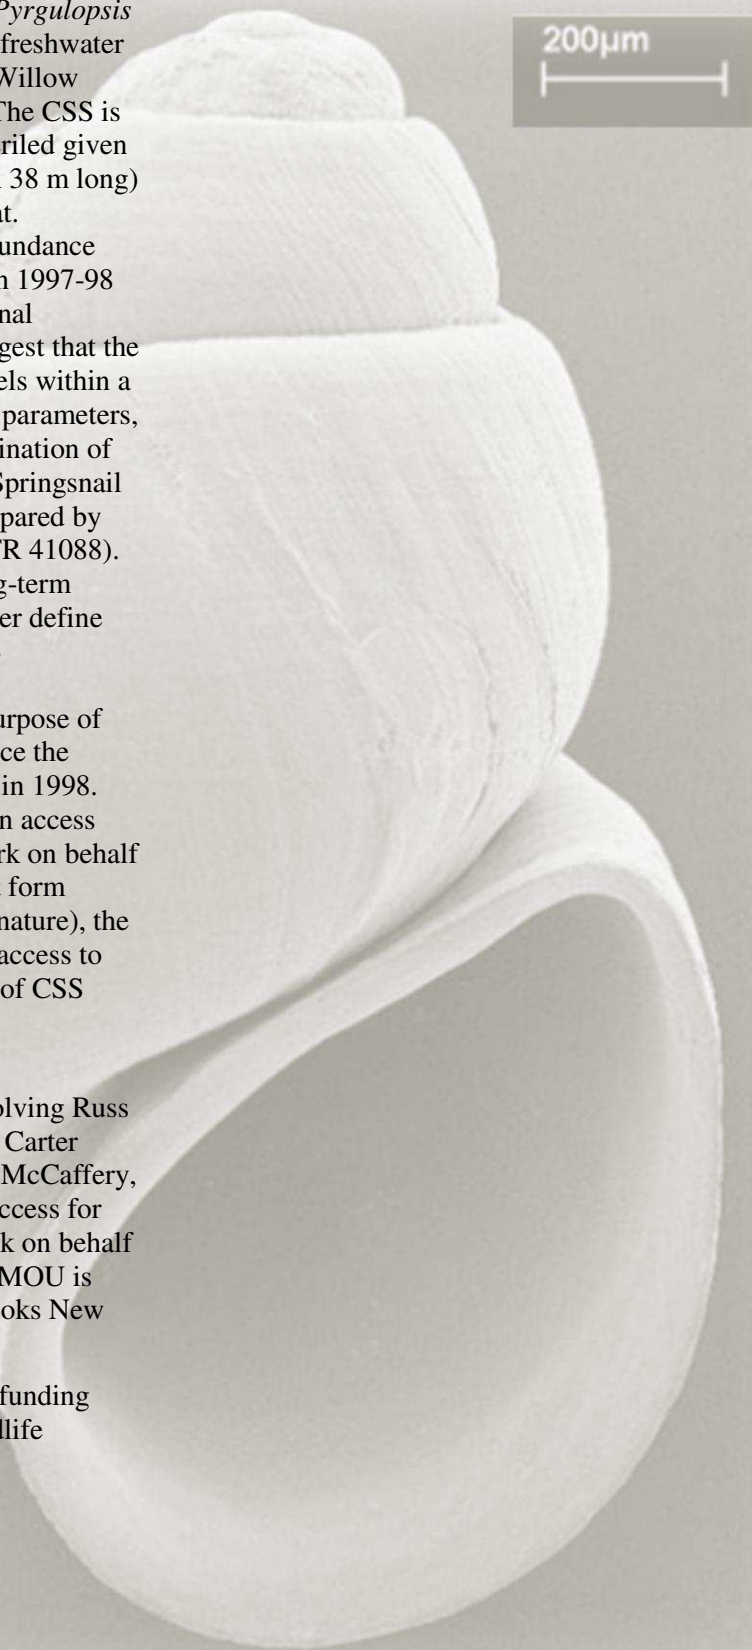 Pyrgulopsis
freshwater
Willow
The CSS is
riled given
38 m long)
at.
undance
n 1997-98
nal
gest that the
els within a
parameters,
ination of
Springsnail
pared by
TR 41088).
g-term
er define
urpose of
ce the
in 1998.
n access
rk on behalf
form
nature), the
access to
of CSS
olving Russ
Carter
McCaffery,
ccess for
k on behalf
MOU is
oks New
funding
dlife
200µm